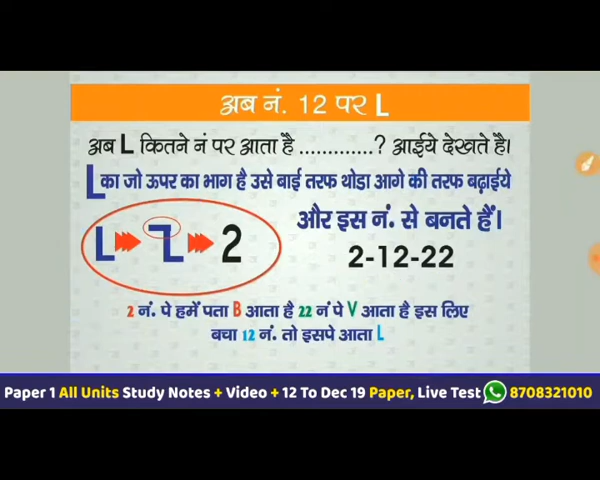 अब नं. 12 पर L
अब L कितने नं पर आता है ............? आईये देखते है।
L का जो ऊपर का भाग है उसे बाई तरफ थोडा आगे की तरफ बढ़ाईये
और इस नं. से बनते हैं।
L 2
2-12-22
2 नं. पे हमें पता B आता है 22 नं पे V आता है इस लिए
बचा 12 नं. तो इसपे आता L
Paper 1 All Units Study Notes + Video + 12 To Dec 19 Paper, Live Test 8708321010